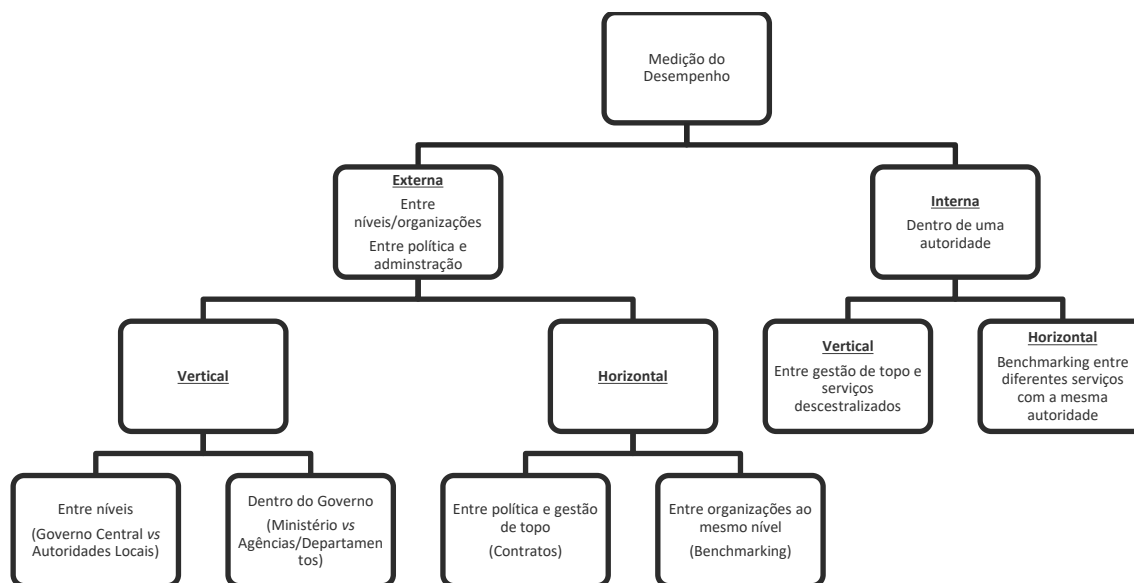 Medição do
Desempenho
Externa
Entre
níveis/organizações
Entre política e
adminstração
Interna
Dentro de uma
autoridade
Vertical
Horizontal
Vertical
Entre gestão de topo e
serviços
descestralizados
Horizontal
Benchmarking entre
diferentes serviços
com a mesma
autoridade
Entre níveis
(Governo Central vs
Autoridades Locais)
Dentro do Governo
(Ministério vs
Agências/Departamen
tos)
Entre política e gestão
de topo
(Contratos)
Entre organizações ao
mesmo nível
(Benchmarking)